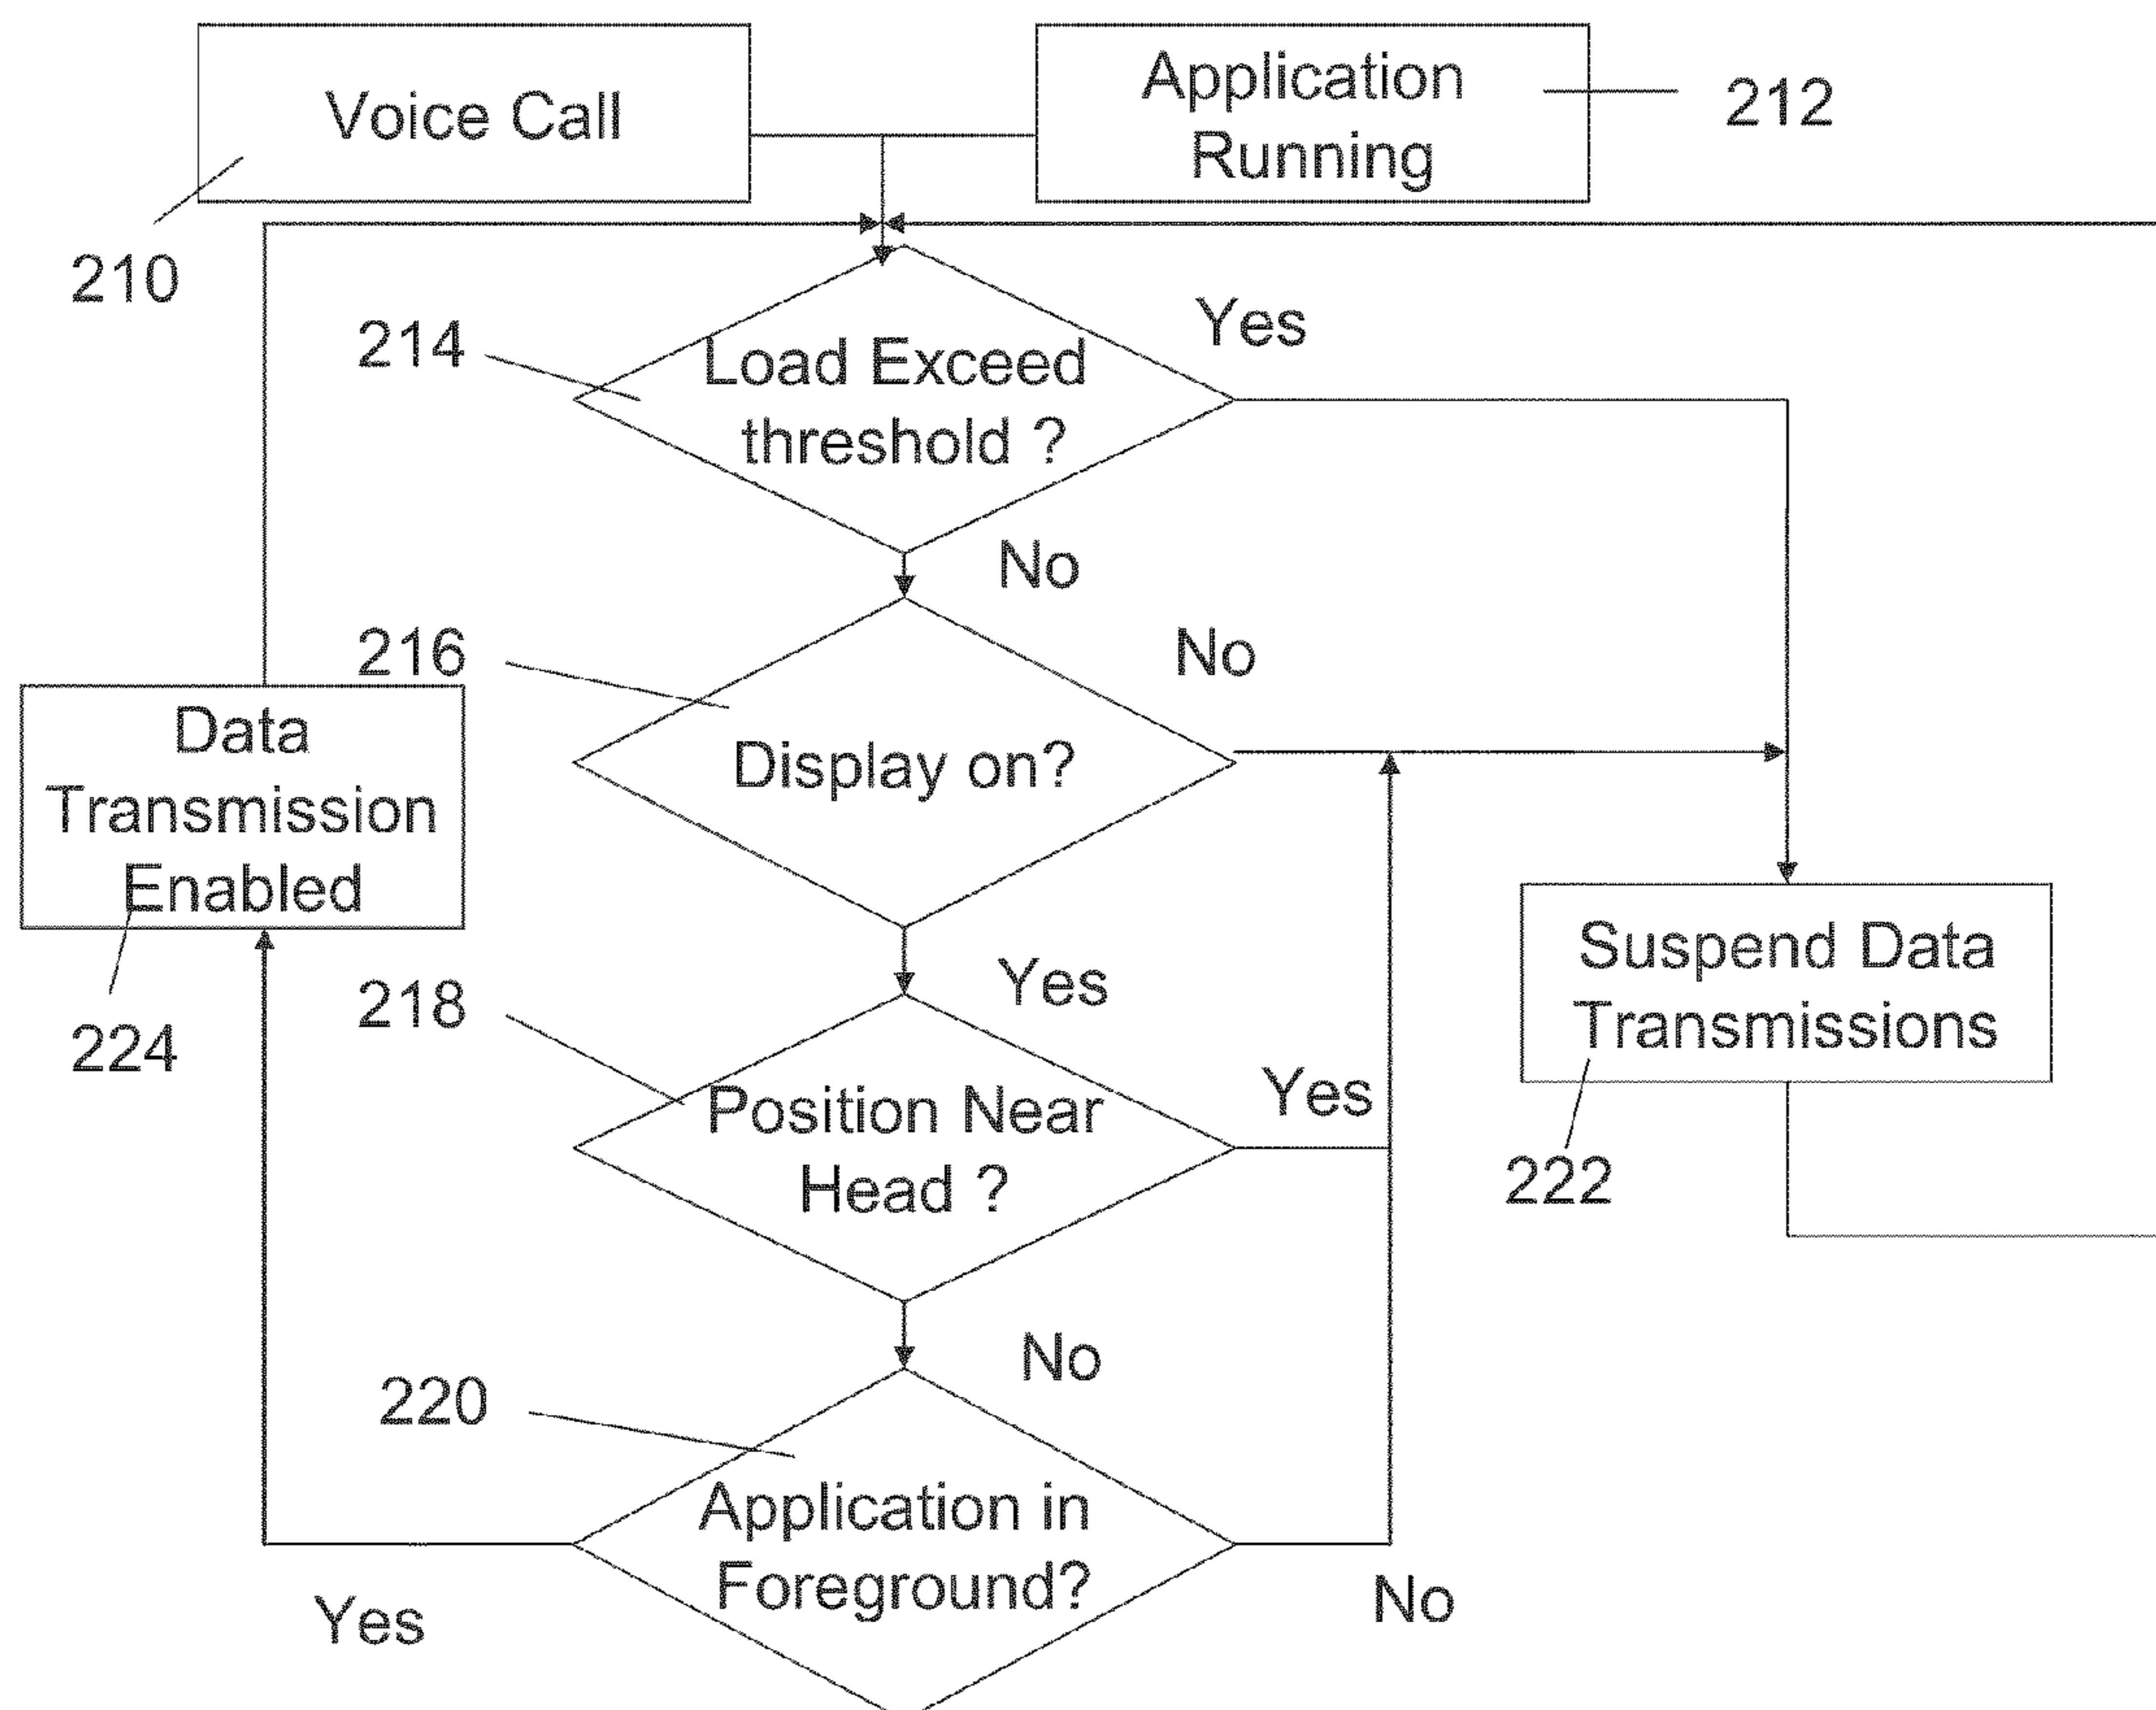 Voice Call
Application
Running
212
210
214
Load Exceed
threshold ?
Yes
No
216
Display on?
No
Data
Transmission
Enabled
224
Yes
218
Position Near
Head ?
Yes
Suspend Data
Transmissions
222
No
220
Application in
Foreground?
Yes
No